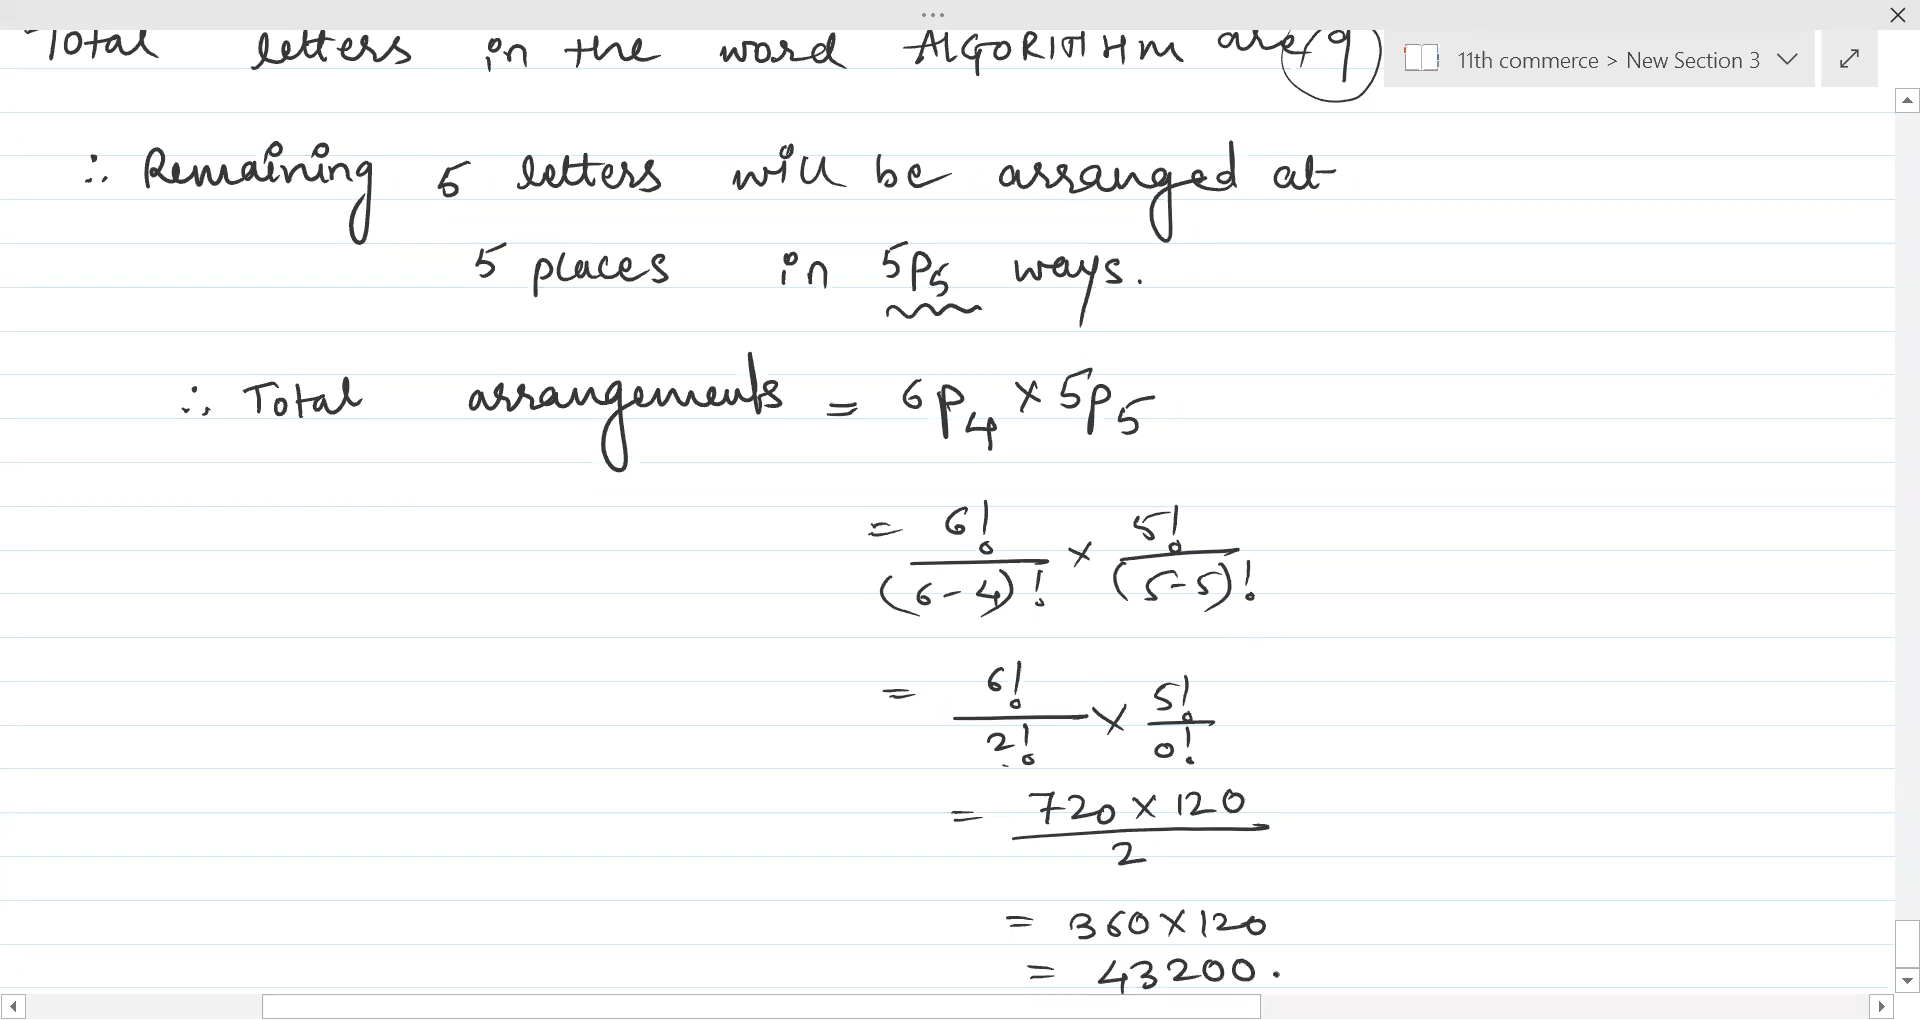 ...
Total letters in the word ALGORITHM are 9
11th commerce > New Section 3
∴ Remaining 5 letters will be arranged at
5 places in 5P5 ways.
∴ Total arrangements = 6P4 × 5P5
= 6!/(6-4)! × 5!/(5-5)!
= 6!/2! × 5!/0!
= 720 × 120 / 2
= 360 × 120
= 43200.